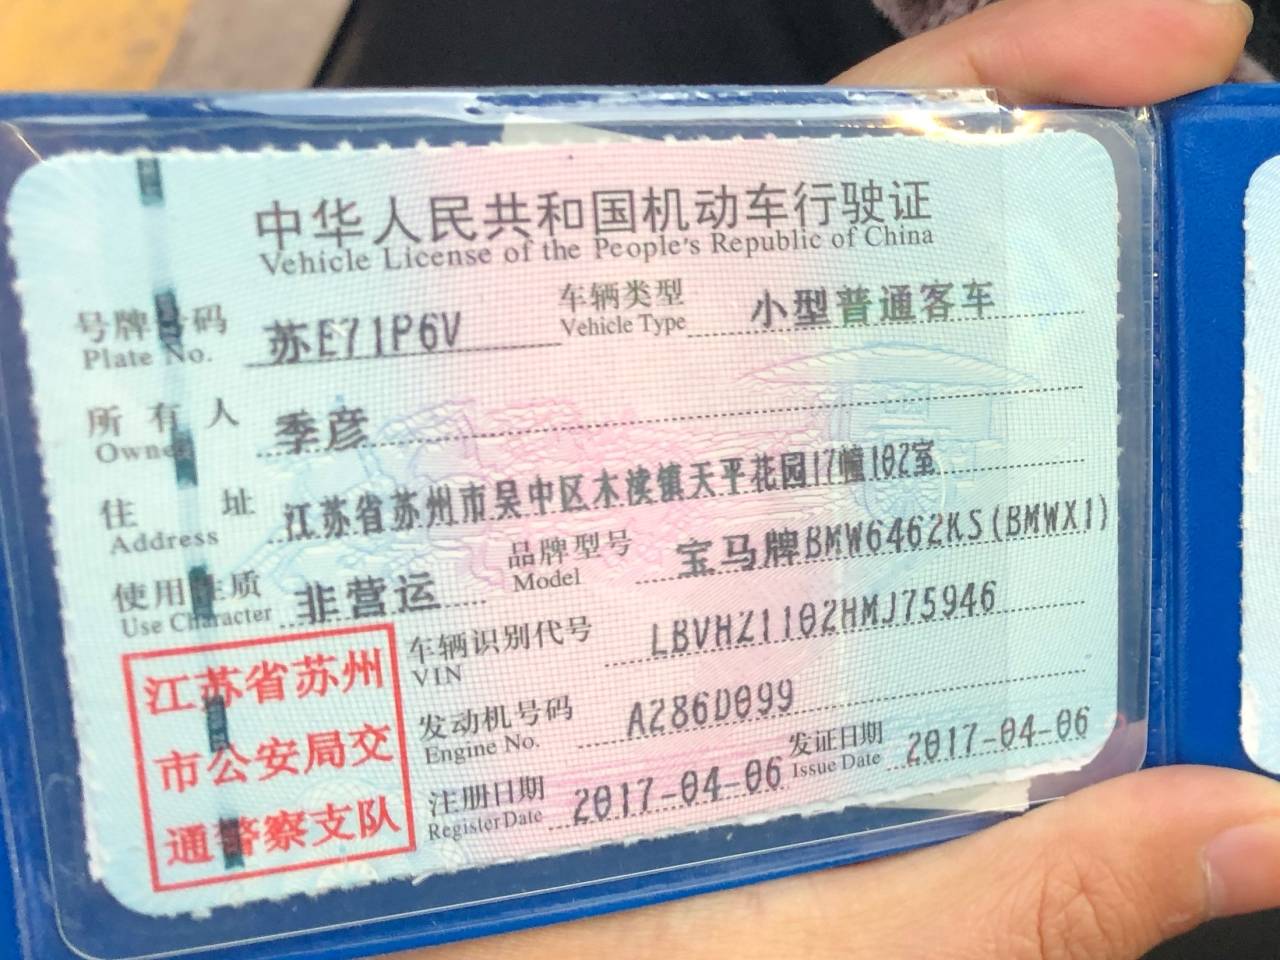 中华人民共和国机动车行驶证
Vehicle License of the People's Republic of China
号牌号码 苏E71P6V 车辆类型 小型普通客车
Plate No. Vehicle Type
所有人 季彦
Owner
住址 江苏省苏州市吴中区木渎镇天平花园17幢102室
Address
使用性质 非营运 品牌型号 宝马牌BMW6462KS(BMWX1)
Use Character Model
车辆识别代号 LBVHZ1102HMJ75946
VIN
发动机号码 A286D099
Engine No.
注册日期 2017-04-06 发证日期 2017-04-06
Register Date Issue Date
江苏省苏州
市公安局交
通警察支队